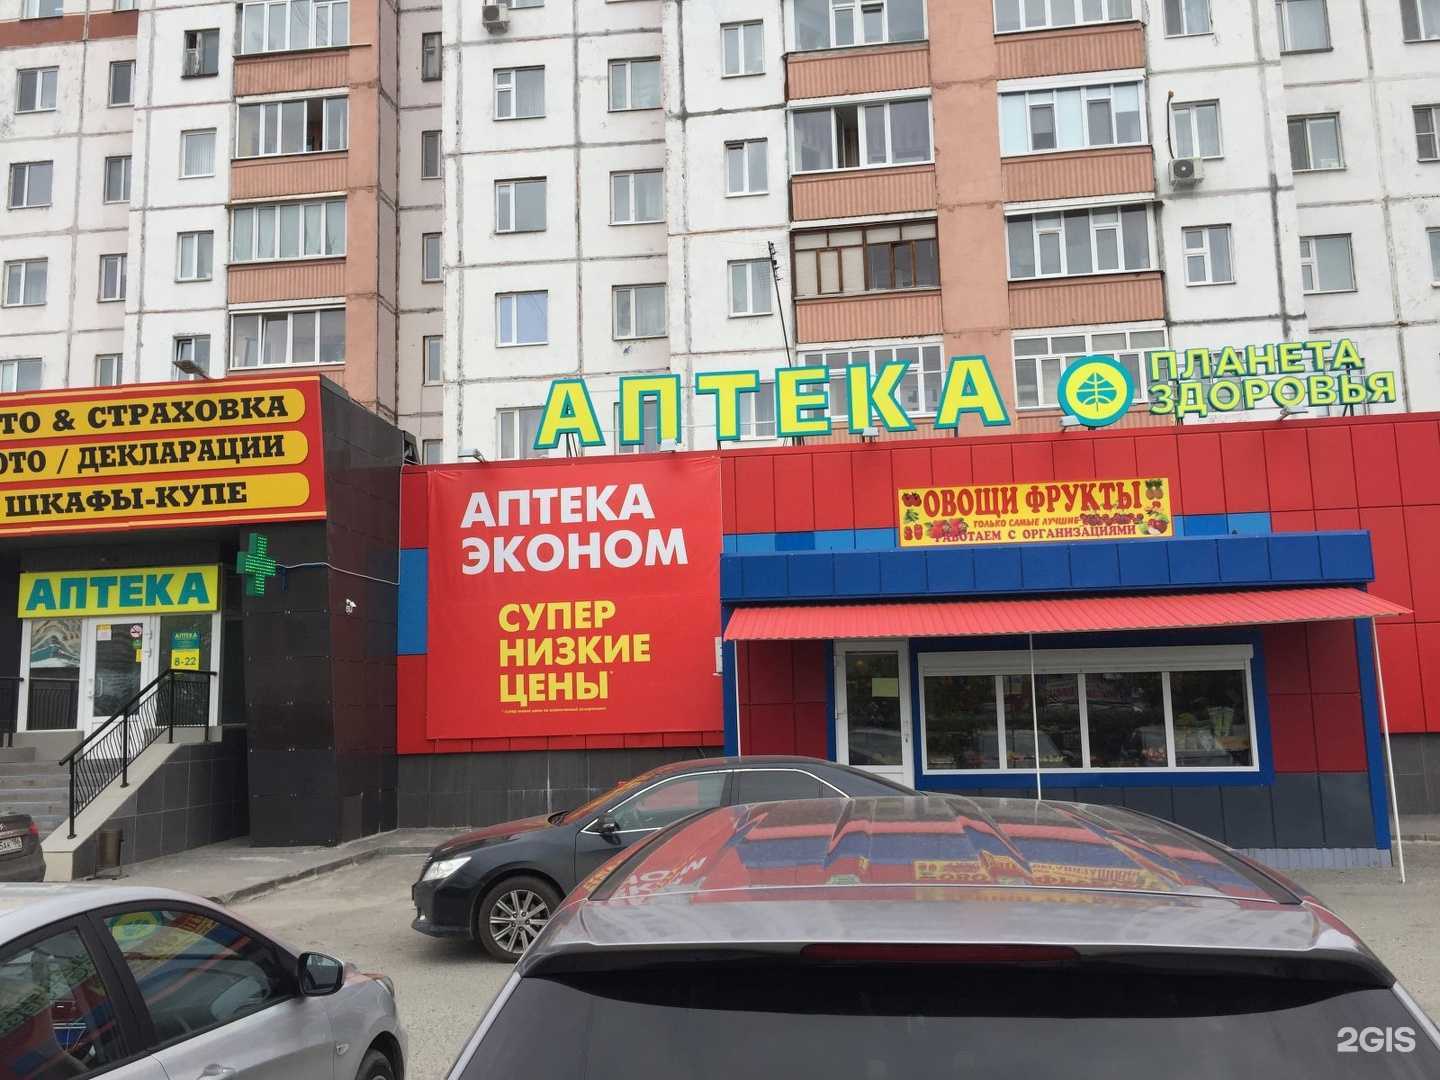 АПТЕКА
ПЛАНЕТА
ЗДОРОВЬЯ
ТО & СТРАХОВКА
ОТО / ДЕКЛАРАЦИИ
ШКАФЫ-КУПЕ
АПТЕКА
АПТЕКА
8-22
АПТЕКА
ЭКОНОМ
СУПЕР
НИЗКИЕ
ЦЕНЫ*
ОВОЩИ ФРУКТЫ
ТОЛЬКО САМЫЕ ЛУЧШИЕ
РАБОТАЕМ С ОРГАНИЗАЦИЯМИ
2GIS